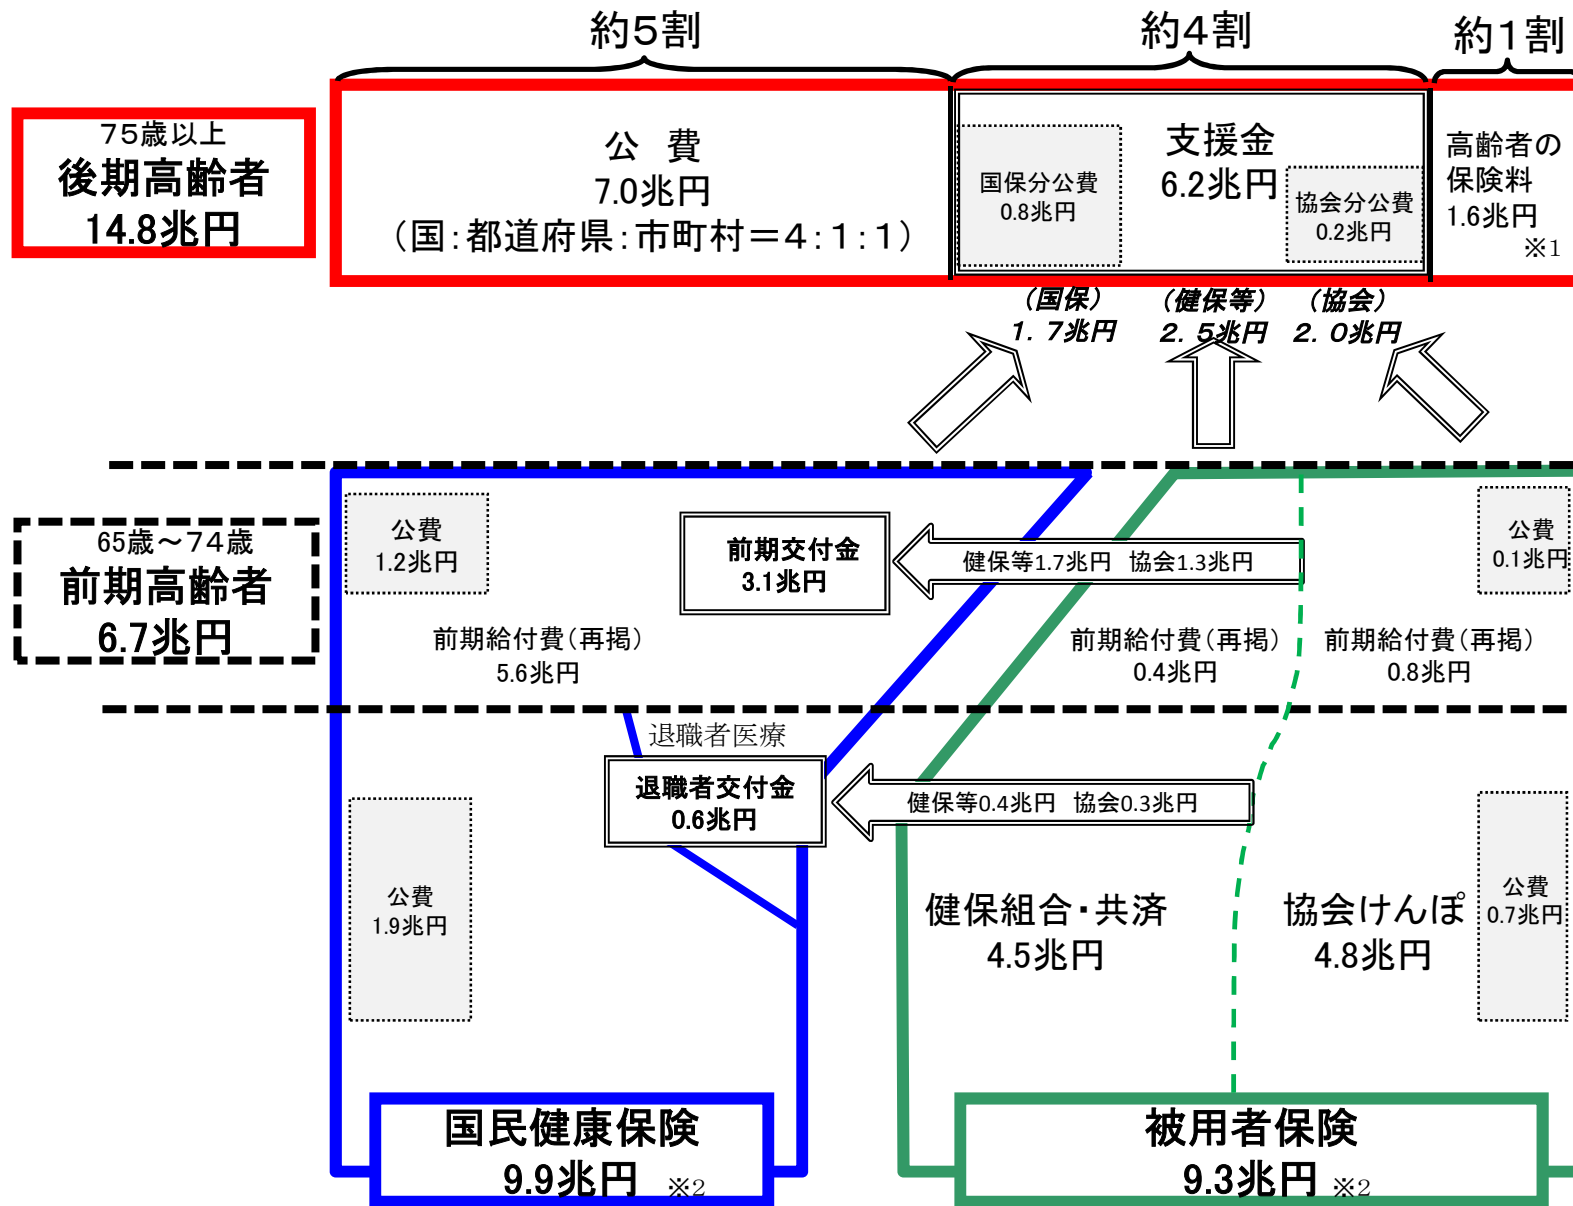 約５割
約４割
約１割
７５歳以上
後期高齢者
14.8兆円
公　費
7.0兆円
（国：都道府県：市町村＝４：１：１）
国保分公費
0.8兆円
支援金
6.2兆円
協会分公費
0.2兆円
高齢者の
保険料
1.6兆円
※1
（国保）
１．７兆円
（健保等）
２．５兆円
（協会）
２．０兆円
65歳～７４歳
前期高齢者
6.7兆円
公費
1.2兆円
前期交付金
3.1兆円
健保等1.7兆円　協会1.3兆円
公費
0.1兆円
前期給付費（再掲）
5.6兆円
前期給付費（再掲）
0.4兆円
前期給付費（再掲）
0.8兆円
退職者医療
退職者交付金
0.6兆円
健保等0.4兆円　協会0.3兆円
公費
1.9兆円
健保組合・共済
4.5兆円
協会けんぽ
4.8兆円
公費
0.7兆円
国民健康保険
9.9兆円　※2
被用者保険
9.3兆円 ※2